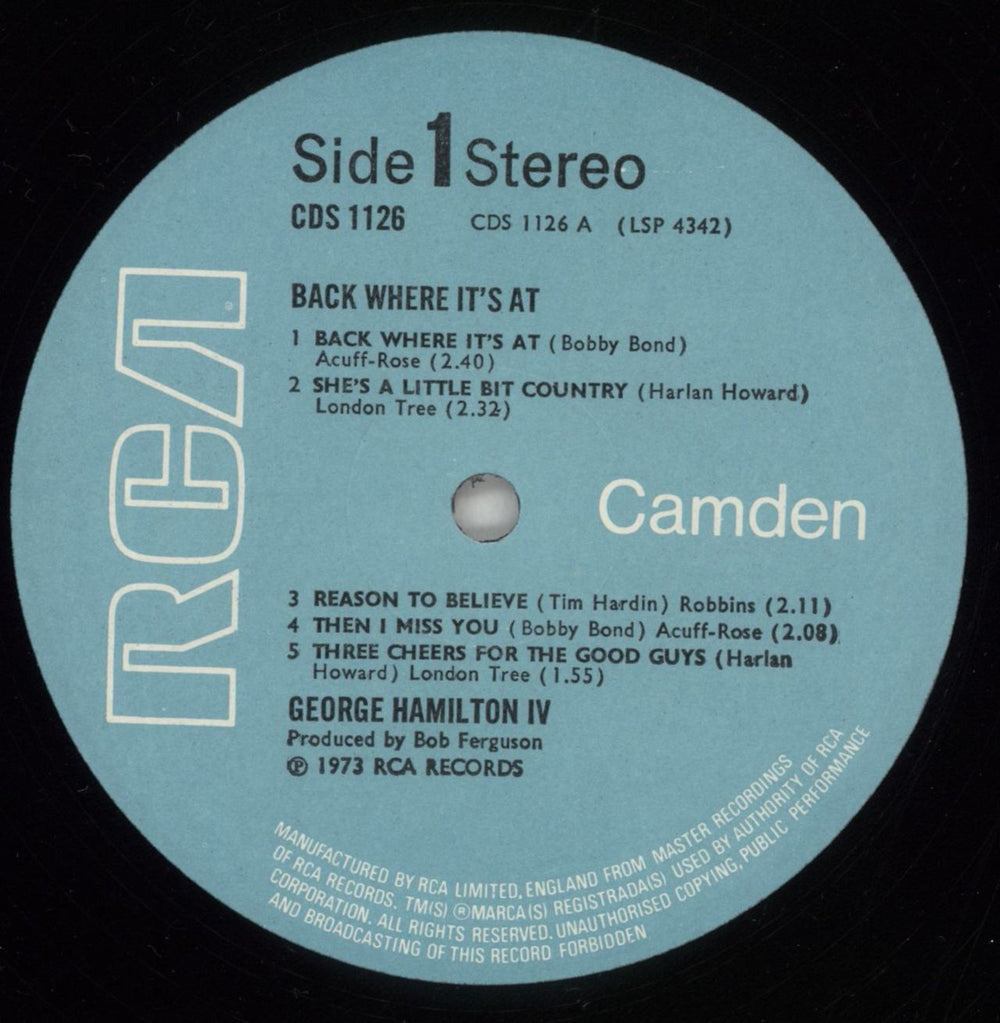 Side 1 Stereo
CDS 1126 CDS 1126 A (LSP 4342)
BACK WHERE IT'S AT
1 BACK WHERE IT'S AT (Bobby Bond)
Acuff-Rose (2.40)
2 SHE'S A LITTLE BIT COUNTRY (Harlan Howard)
London Tree (2.32)
RCA ®
Camden
3 REASON TO BELIEVE (Tim Hardin) Robbins (2.11)
4 THEN I MISS YOU (Bobby Bond) Acuff-Rose (2.08)
5 THREE CHEERS FOR THE GOOD GUYS (Harlan
Howard) London Tree (1.55)
GEORGE HAMILTON IV
Produced by Bob Ferguson
℗ 1973 RCA RECORDS
MANUFACTURED BY RCA LIMITED, ENGLAND FROM MASTER RECORDINGS
OF RCA RECORDS. TM(S) ® MARCA(S) REGISTRADA(S) USED BY AUTHORITY OF RCA
CORPORATION. ALL RIGHTS RESERVED. UNAUTHORISED COPYING, PUBLIC PERFORMANCE
AND BROADCASTING OF THIS RECORD FORBIDDEN